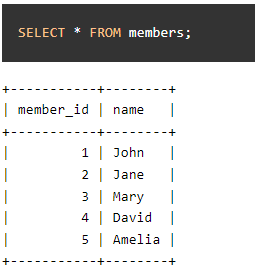 SELECT * FROM members;
+-----------+--------+
| member_id | name   |
+-----------+--------+
|         1 | John   |
|         2 | Jane   |
|         3 | Mary   |
|         4 | David  |
|         5 | Amelia |
+-----------+--------+